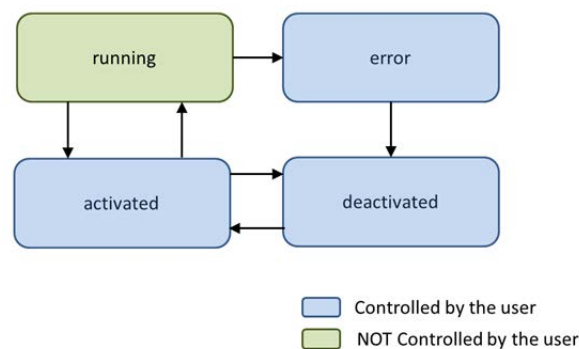 running
error
activated
deactivated
Controlled by the user
NOT Controlled by the user